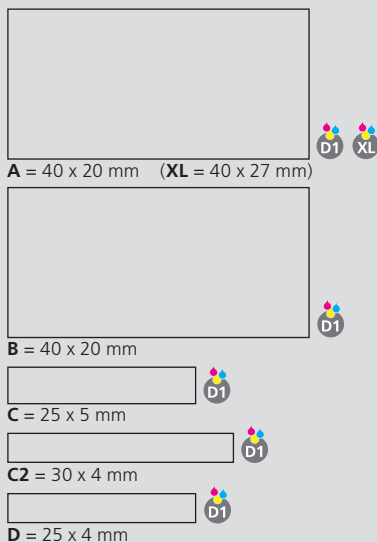 D1 XL
A = 40 x 20 mm (XL = 40 x 27 mm)
D1
B = 40 x 20 mm
D1
C = 25 x 5 mm
D1
C2 = 30 x 4 mm
D1
D = 25 x 4 mm